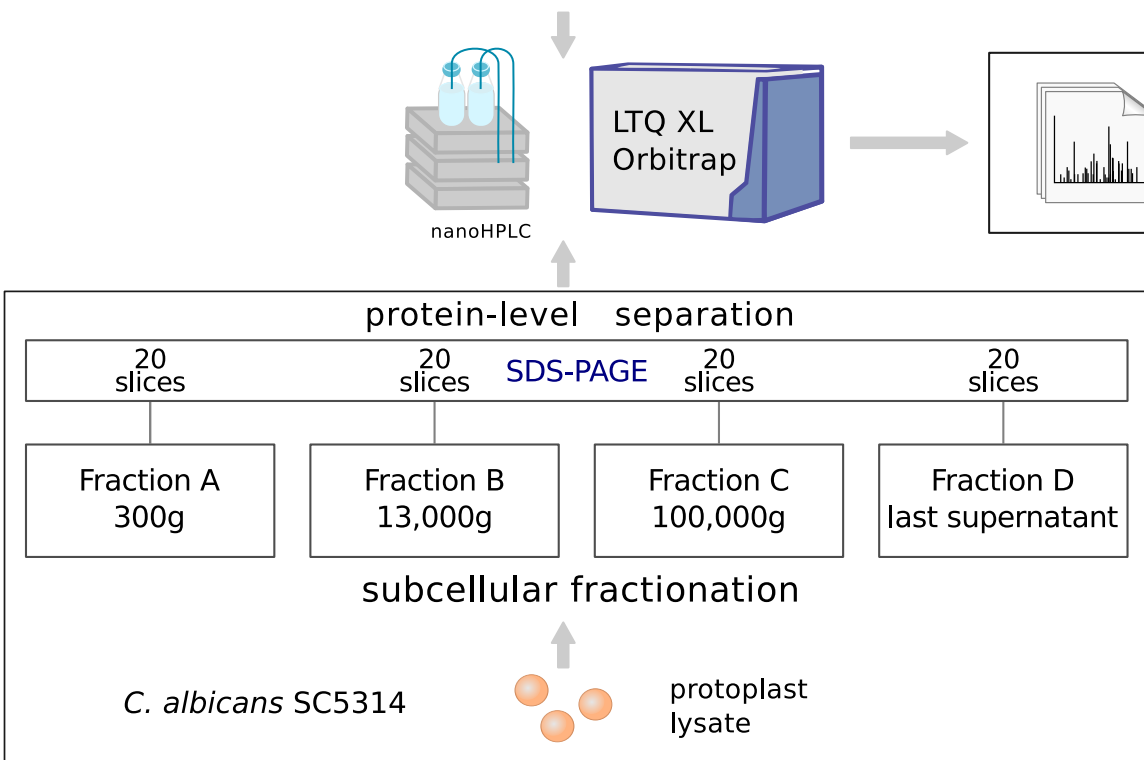 LTQ XL
Orbitrap
nanoHPLC
protein-level separation
20
slices
20
slices
SDS-PAGE
20
slices
20
slices
Fraction A
300g
Fraction B
13,000g
Fraction C
100,000g
Fraction D
last supernatant
subcellular fractionation
C. albicans SC5314
protoplast
lysate